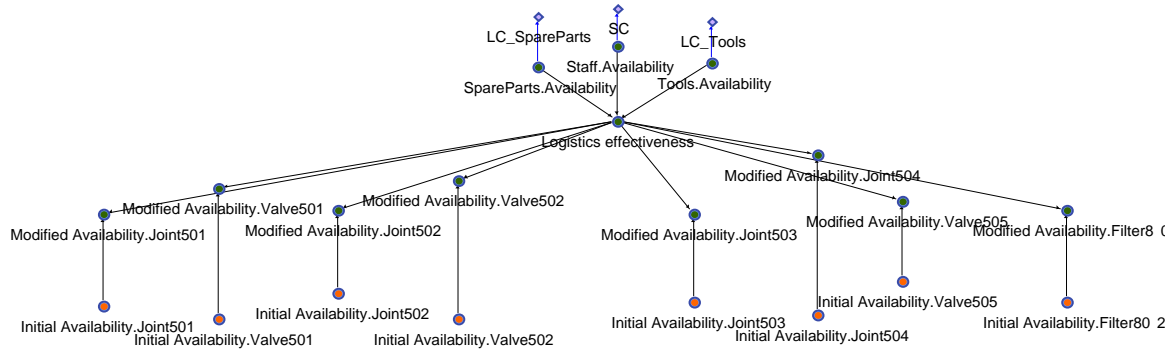 LC_SpareParts
SC
LC_Tools
Staff.Availability
SpareParts.Availability
Tools.Availability
Logistics effectiveness
Modified Availability.Joint504
Modified Availability.Valve501
Modified Availability.Valve502
Modified Availability.Valve505
Modified Availability.Joint501
Modified Availability.Joint502
Modified Availability.Joint503
Modified Availability.Filter8 0
Initial Availability.Joint501
Initial Availability.Valve501
Initial Availability.Joint502
Initial Availability.Valve502
Initial Availability.Joint503
Initial Availability.Joint504
Initial Availability.Valve505
Initial Availability.Filter80 2